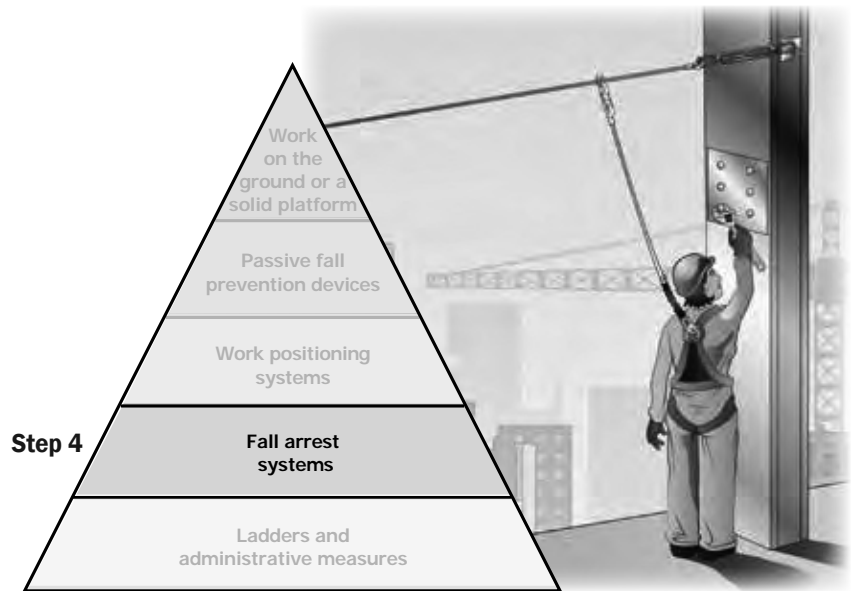 Work
on the
ground or a
solid platform
Passive fall
prevention devices
Work positioning
systems
Step 4
Fall arrest
systems
Ladders and
administrative measures